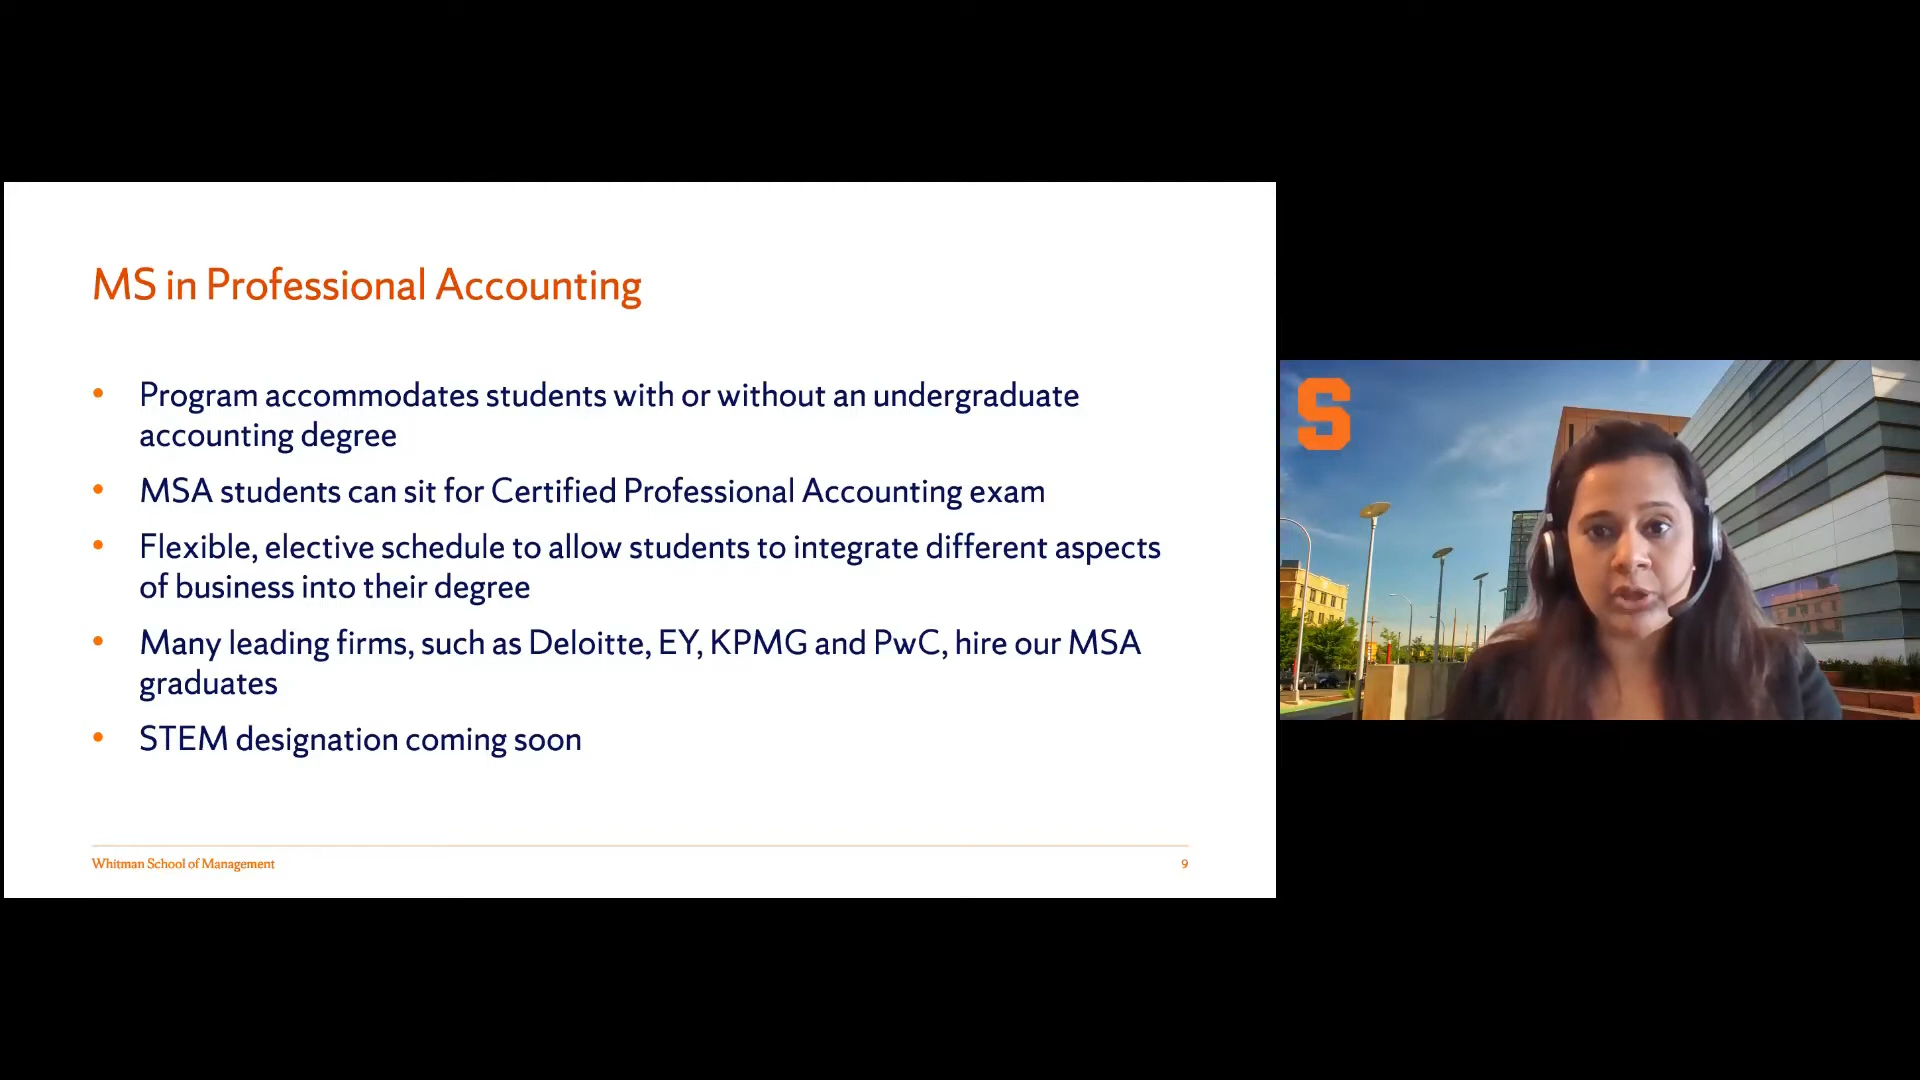 MS in Professional Accounting
• Program accommodates students with or without an undergraduate
accounting degree
• MSA students can sit for Certified Professional Accounting exam
• Flexible, elective schedule to allow students to integrate different aspects
of business into their degree
• Many leading firms, such as Deloitte, EY, KPMG and PwC, hire our MSA
graduates
• STEM designation coming soon
Whitman School of Management
9
S